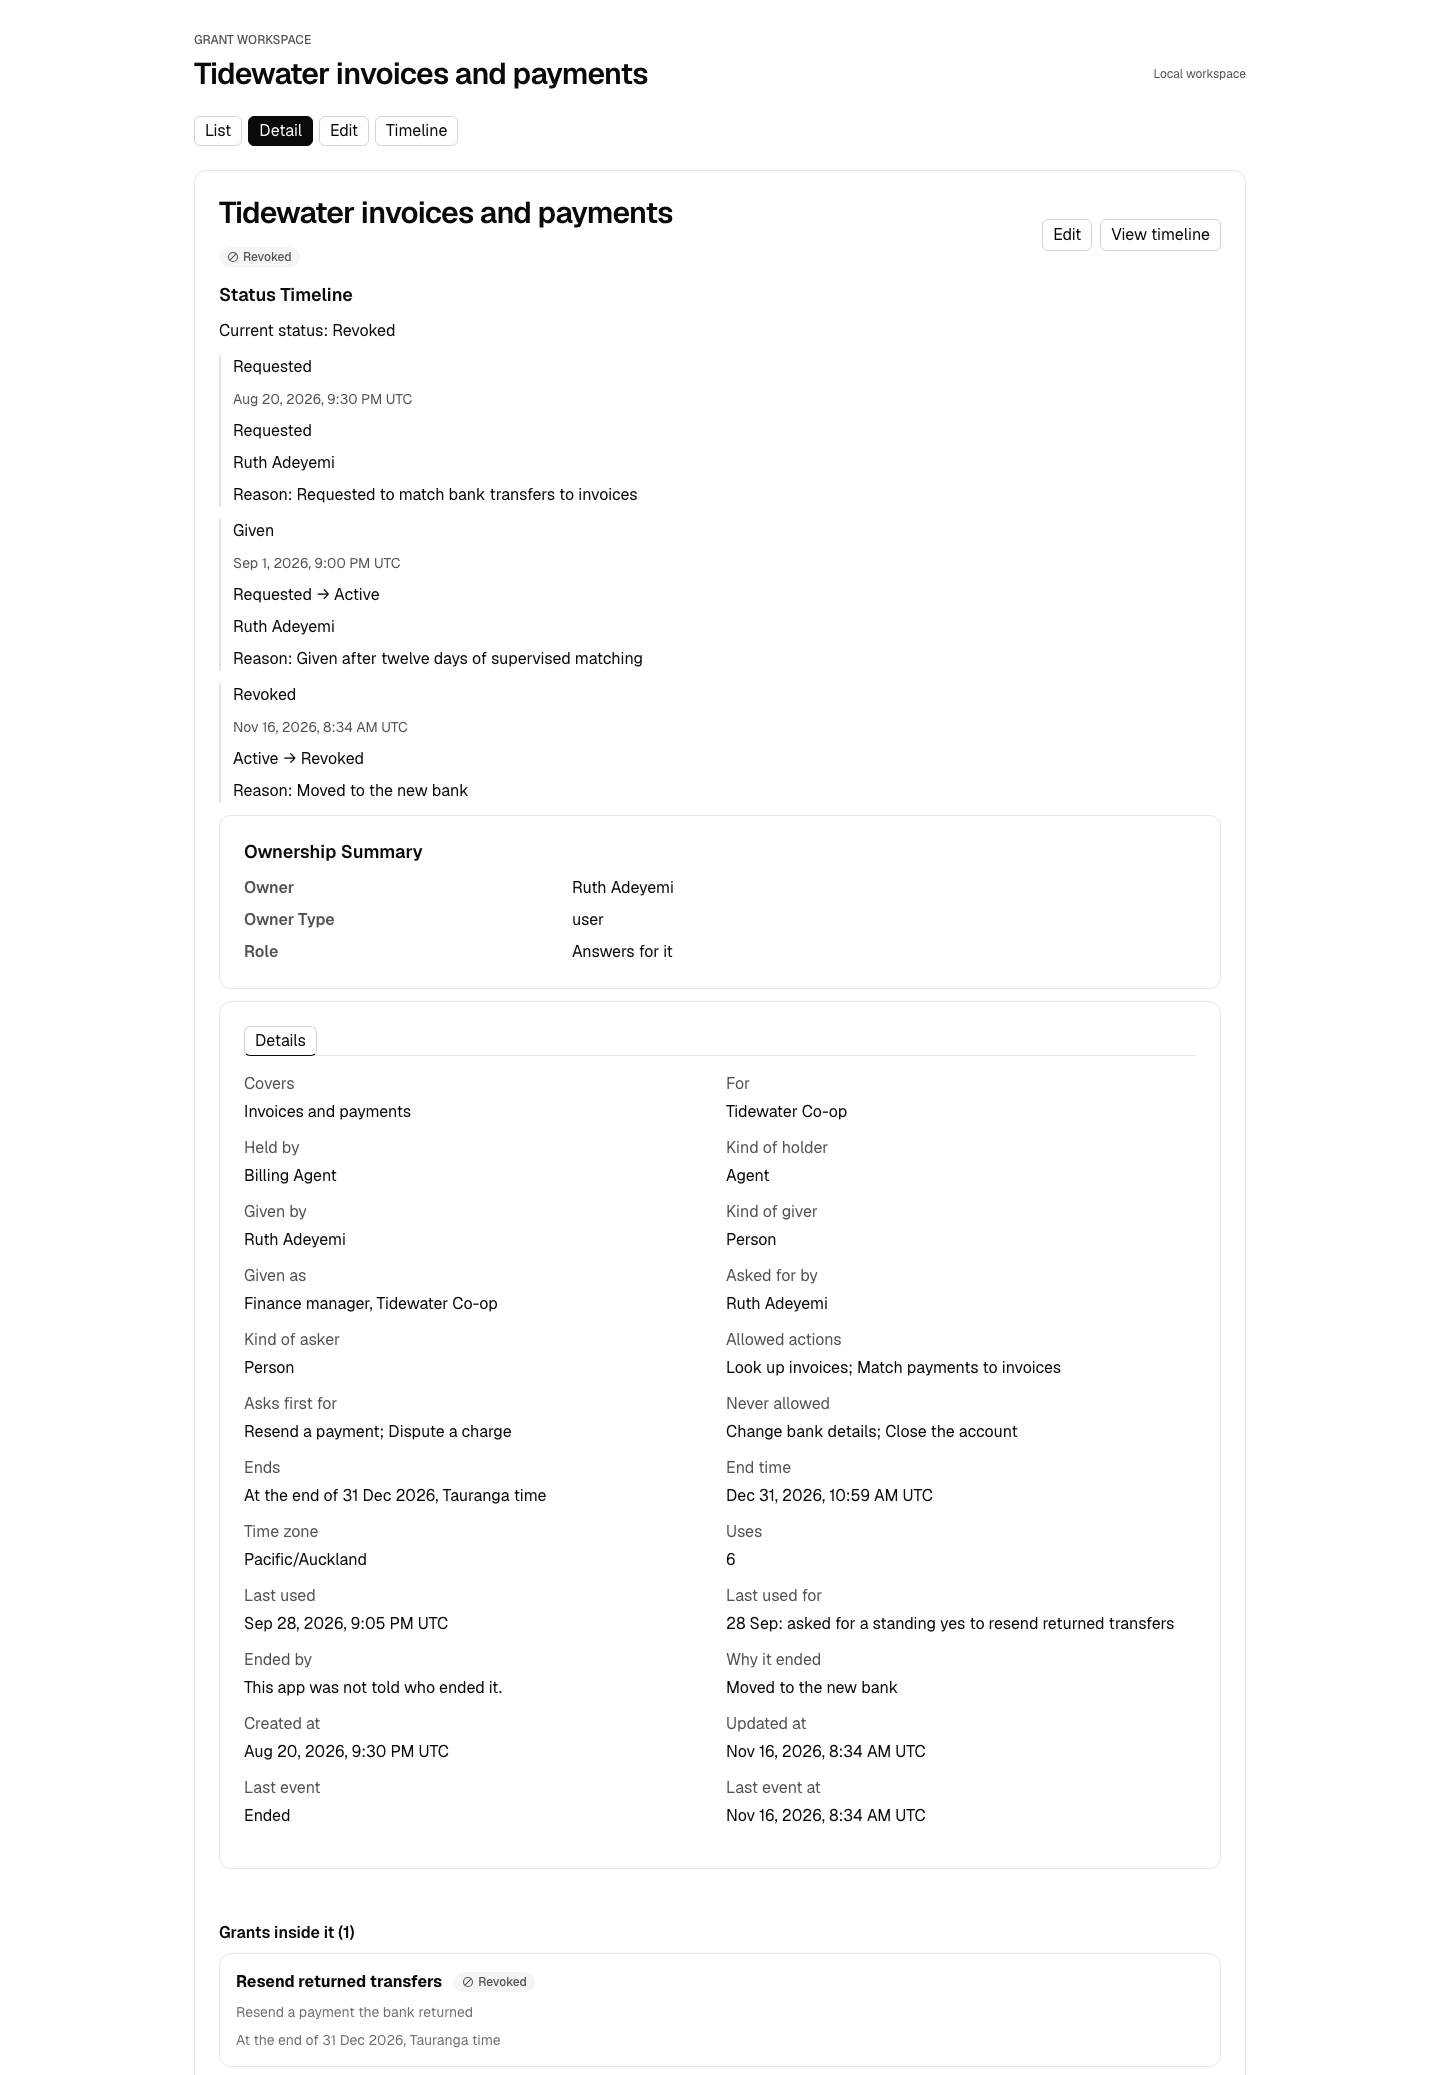 GRANT WORKSPACE
Tidewater invoices and payments
Local workspace
List
Detail
Edit
Timeline
Tidewater invoices and payments
Edit
View timeline
Revoked
Status Timeline
Current status: Revoked
Requested
Aug 20, 2026, 9:30 PM UTC
Requested
Ruth Adeyemi
Reason: Requested to match bank transfers to invoices
Given
Sep 1, 2026, 9:00 PM UTC
Requested → Active
Ruth Adeyemi
Reason: Given after twelve days of supervised matching
Revoked
Nov 16, 2026, 8:34 AM UTC
Active → Revoked
Reason: Moved to the new bank
Ownership Summary
Owner
Ruth Adeyemi
Owner Type
user
Role
Answers for it
Details
Covers
Invoices and payments
For
Tidewater Co-op
Held by
Billing Agent
Kind of holder
Agent
Given by
Ruth Adeyemi
Kind of giver
Person
Given as
Finance manager, Tidewater Co-op
Asked for by
Ruth Adeyemi
Kind of asker
Person
Allowed actions
Look up invoices; Match payments to invoices
Asks first for
Resend a payment; Dispute a charge
Never allowed
Change bank details; Close the account
Ends
At the end of 31 Dec 2026, Tauranga time
End time
Dec 31, 2026, 10:59 AM UTC
Time zone
Pacific/Auckland
Uses
6
Last used
Sep 28, 2026, 9:05 PM UTC
Last used for
28 Sep: asked for a standing yes to resend returned transfers
Ended by
This app was not told who ended it.
Why it ended
Moved to the new bank
Created at
Aug 20, 2026, 9:30 PM UTC
Updated at
Nov 16, 2026, 8:34 AM UTC
Last event
Ended
Last event at
Nov 16, 2026, 8:34 AM UTC
Grants inside it (1)
Resend returned transfers
Revoked
Resend a payment the bank returned
At the end of 31 Dec 2026, Tauranga time